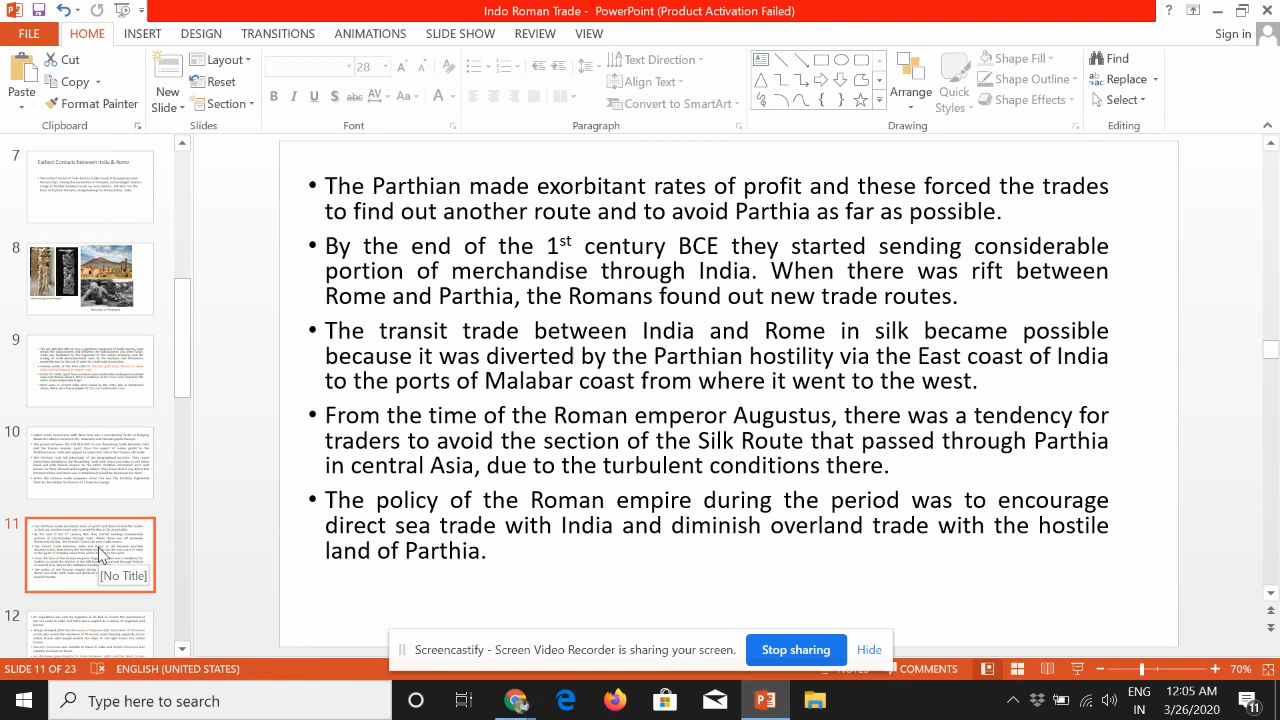 Indo Roman Trade - PowerPoint (Product Activation Failed)
FILE HOME INSERT DESIGN TRANSITIONS ANIMATIONS SLIDE SHOW REVIEW VIEW Sign in
Paste Cut Copy Format Painter
Clipboard
New Slide Layout Reset Section
Slides
28
B I U S abc AV Aa A
Font
Text Direction
Align Text
Convert to SmartArt
Paragraph
Arrange Quick Styles Shape Fill Shape Outline Shape Effects
Drawing
Find
Replace
Select
Editing
7
Earliest Contacts between India & Rome
8
9
10
11
[No Title]
12
• The Parthian made exorbitant rates of profit and these forced the trades
to find out another route and to avoid Parthia as far as possible.
• By the end of the 1st century BCE they started sending considerable
portion of merchandise through India. When there was rift between
Rome and Parthia, the Romans found out new trade routes.
• The transit trade between India and Rome in silk became possible
because it was diverted by the Parthian hostility via the East coast of India
to the ports of Malabar coast from where it went to the west.
• From the time of the Roman emperor Augustus, there was a tendency for
traders to avoid the section of the Silk Route than passed through Parthia
in central Asia, due to the turbulent conditions there.
• The policy of the Roman empire during the period was to encourage
direct sea trade with India and diminish overland trade with the hostile
land of Parthia.
Screencastify - Screen Video Recorder is sharing your screen. Stop sharing Hide
SLIDE 11 OF 23 ENGLISH (UNITED STATES) NOTES COMMENTS 70%
Type here to search
ENG
IN
12:05 AM
3/26/2020
11